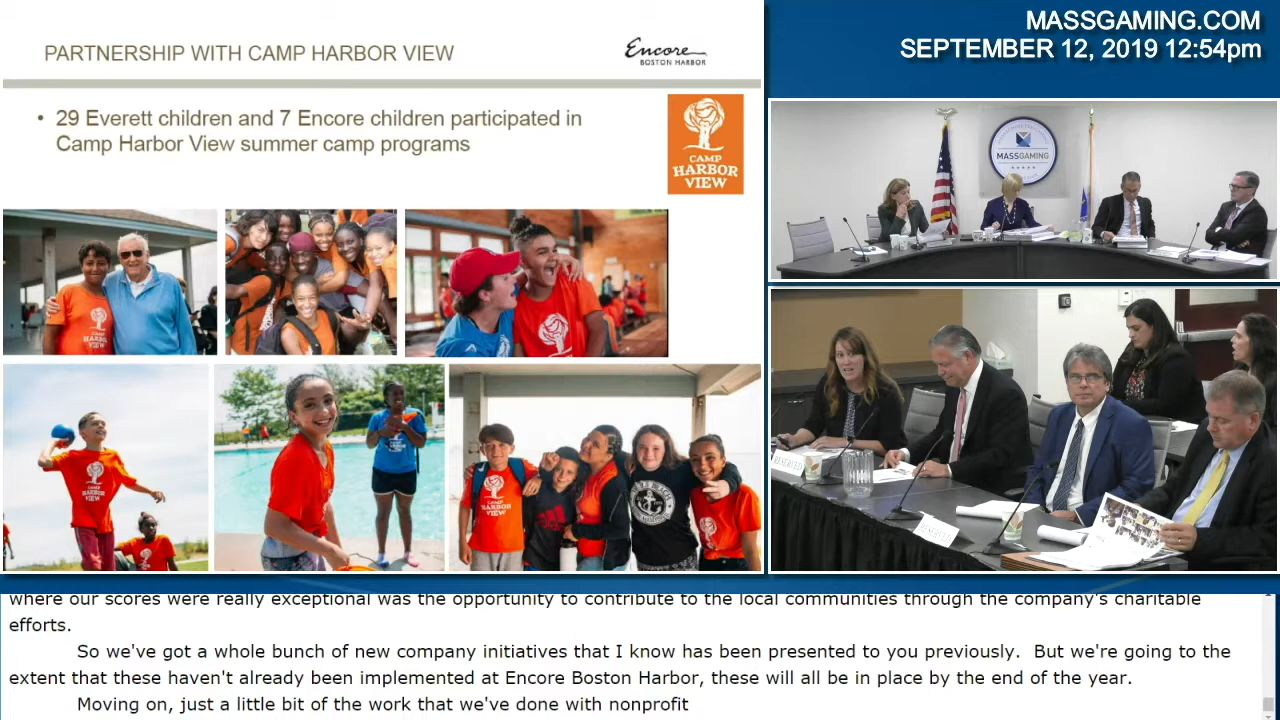 PARTNERSHIP WITH CAMP HARBOR VIEW
Encore
BOSTON HARBOR
• 29 Everett children and 7 Encore children participated in
Camp Harbor View summer camp programs
CAMP
HARBOR
VIEW
MASSGAMING.COM
SEPTEMBER 12, 2019 12:54pm
MASSGAMING
RESERVED
RESERVED
where our scores were really exceptional was the opportunity to contribute to the local communities through the company's charitable
efforts.
So we've got a whole bunch of new company initiatives that I know has been presented to you previously.  But we're going to the
extent that these haven't already been implemented at Encore Boston Harbor, these will all be in place by the end of the year.
Moving on, just a little bit of the work that we've done with nonprofit